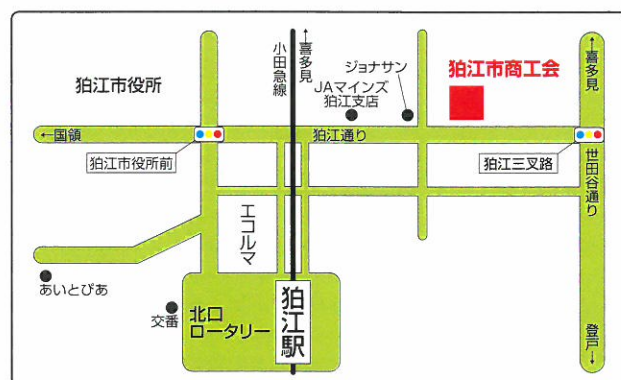 狛江市役所
小田急線
→喜多見
ジョナサン
JAマインズ
狛江支店
狛江市商工会
←喜多見
←国領
狛江市役所前
狛江通り
狛江三叉路
世田谷通り
エコルマ
あいとぴあ
交番
北口
ロータリー
狛江駅
登戸→